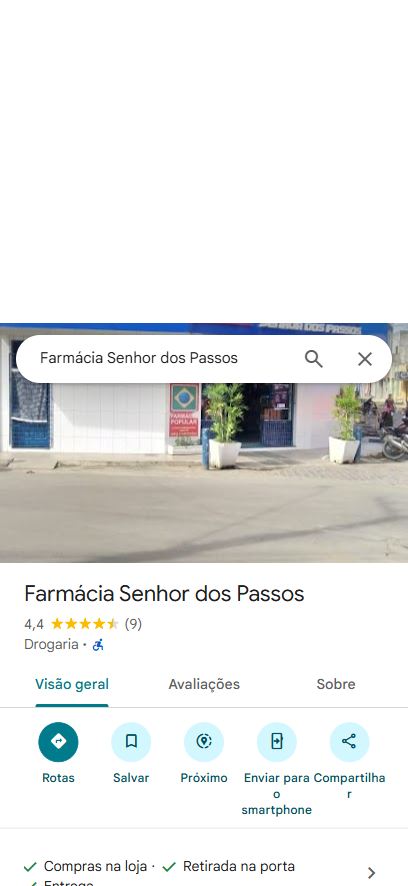 SENHOR DOS PASSOS
Farmácia Senhor dos Passos
FARMÁCIA
POPULAR
Farmácia Senhor dos Passos
4,4 (9)
Drogaria ·
Visão geral Avaliações Sobre
Rotas Salvar Próximo Enviar para o smartphone Compartilhar
Compras na loja · Retirada na porta
Entrega